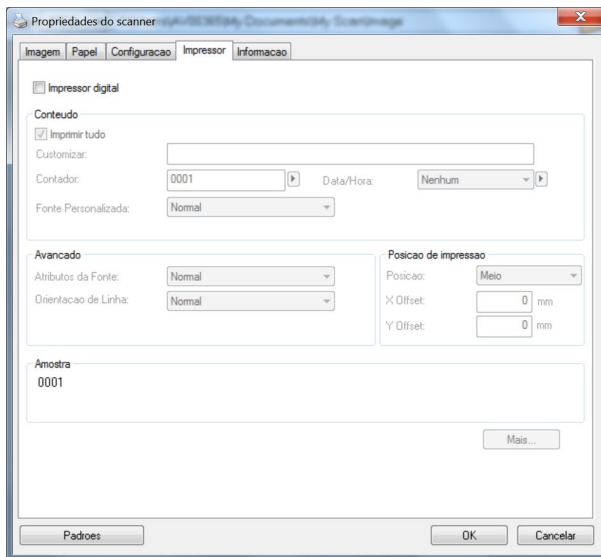 Propriedades do scanner
Imagem Papel Configuracao Impressor Informacao
Impressor digital
Conteudo
Imprimir tudo
Customizar:
Contador: 0001 Data/Hora: Nenhum
Fonte Personalizada: Normal
Avancado Posicao de impressao
Atributos da Fonte: Normal Posicao: Meio
Orientacao de Linha: Normal X Offset: 0 mm
Y Offset: 0 mm
Amostra
0001
Mais...
Padroes OK Cancelar